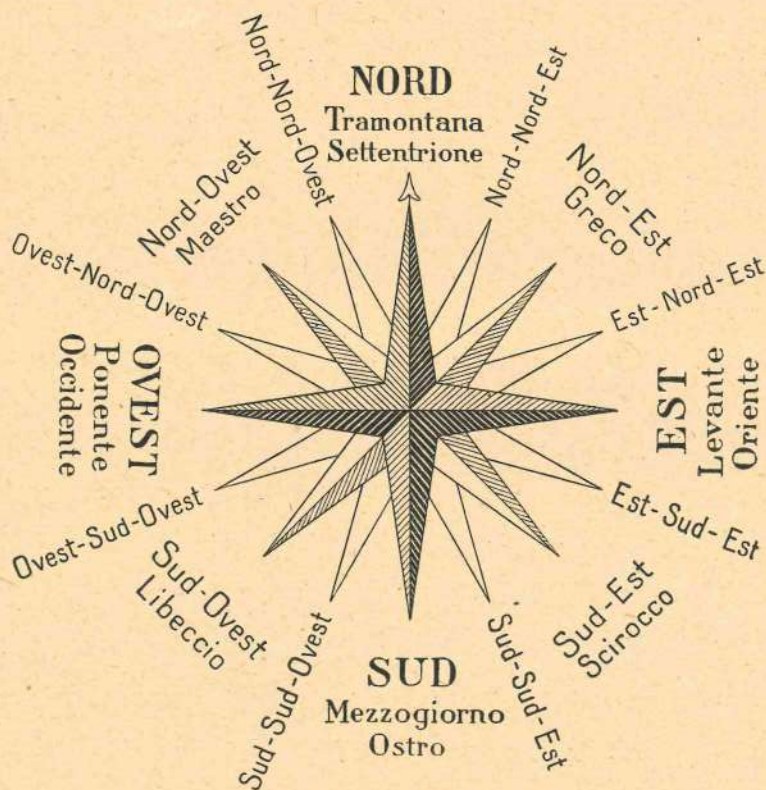 NORD
Tramontana
Settentrione
Nord-Nord-Est
Nord-Est
Greco
Est-Nord-Est
EST
Levante
Oriente
Est-Sud-Est
Sud-Est
Scirocco
Sud-Sud-Est
SUD
Mezzogiorno
Ostro
Sud-Sud-Ovest
Sud-Ovest
Libeccio
Ovest-Sud-Ovest
OVEST
Ponente
Occidente
Ovest-Nord-Ovest
Nord-Ovest
Maestro
Nord-Nord-Ovest